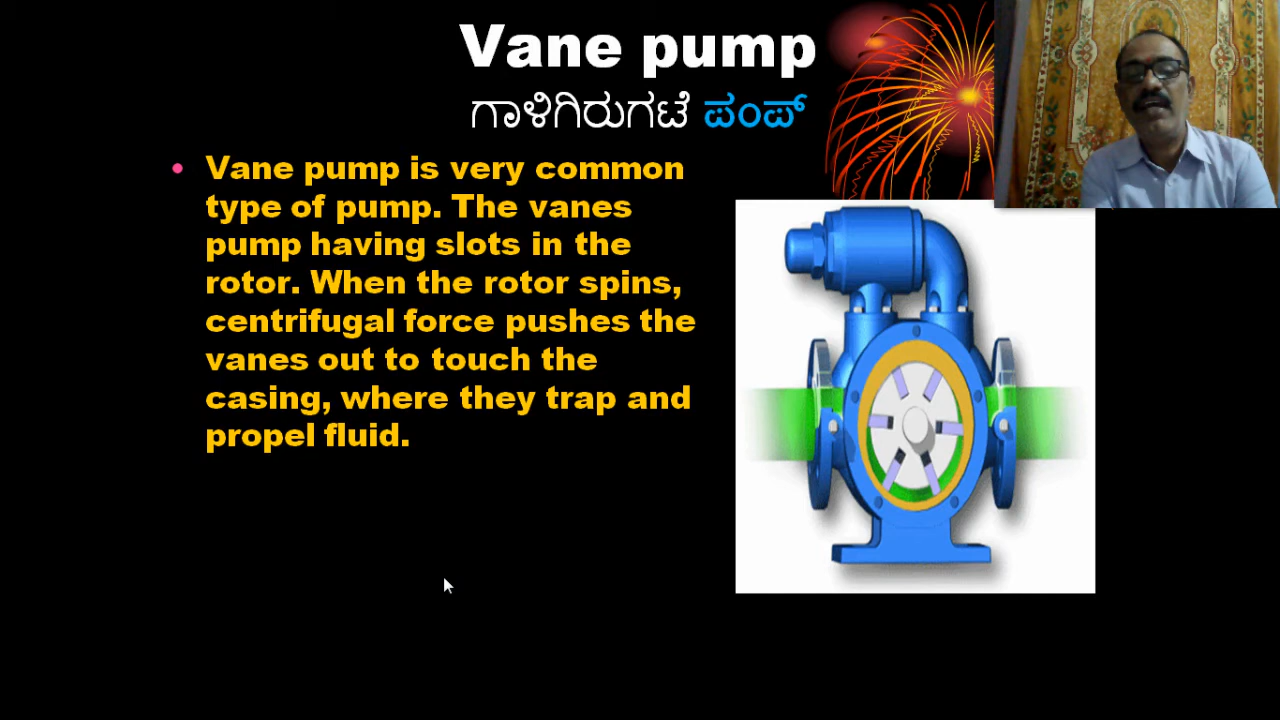 Vane pump
ಗಾಳಿಗಿರುಗಟೆ ಪಂಪ್
• Vane pump is very common
type of pump. The vanes
pump having slots in the
rotor. When the rotor spins,
centrifugal force pushes the
vanes out to touch the
casing, where they trap and
propel fluid.